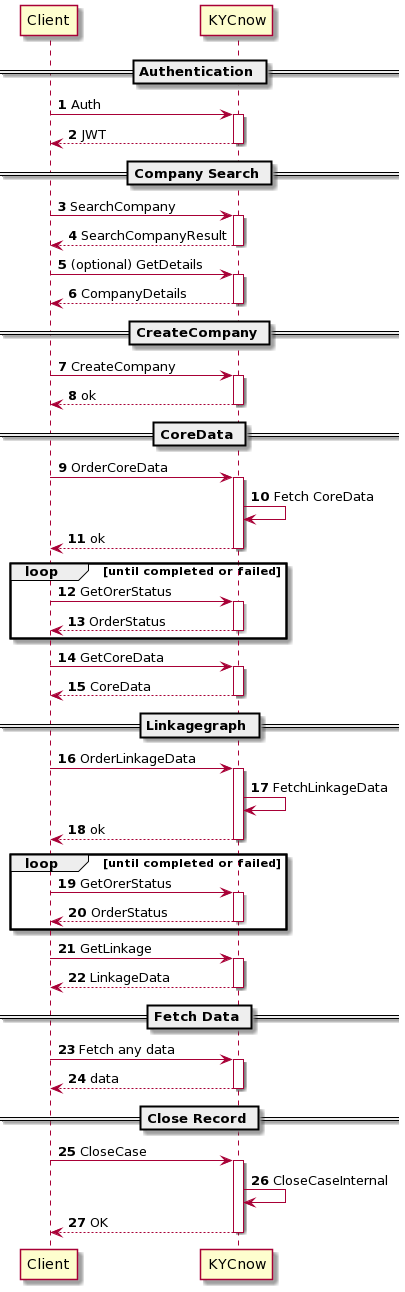 Client KYCnow
Authentication
1 Auth
2 JWT
Company Search
3 SearchCompany
4 SearchCompanyResult
5 (optional) GetDetails
6 CompanyDetails
CreateCompany
7 CreateCompany
8 ok
CoreData
9 OrderCoreData
10 Fetch CoreData
11 ok
loop [until completed or failed]
12 GetOrerStatus
13 OrderStatus
14 GetCoreData
15 CoreData
Linkagegraph
16 OrderLinkageData
17 FetchLinkageData
18 ok
loop [until completed or failed]
19 GetOrerStatus
20 OrderStatus
21 GetLinkage
22 LinkageData
Fetch Data
23 Fetch any data
24 data
Close Record
25 CloseCase
26 CloseCaseInternal
27 OK
Client KYCnow